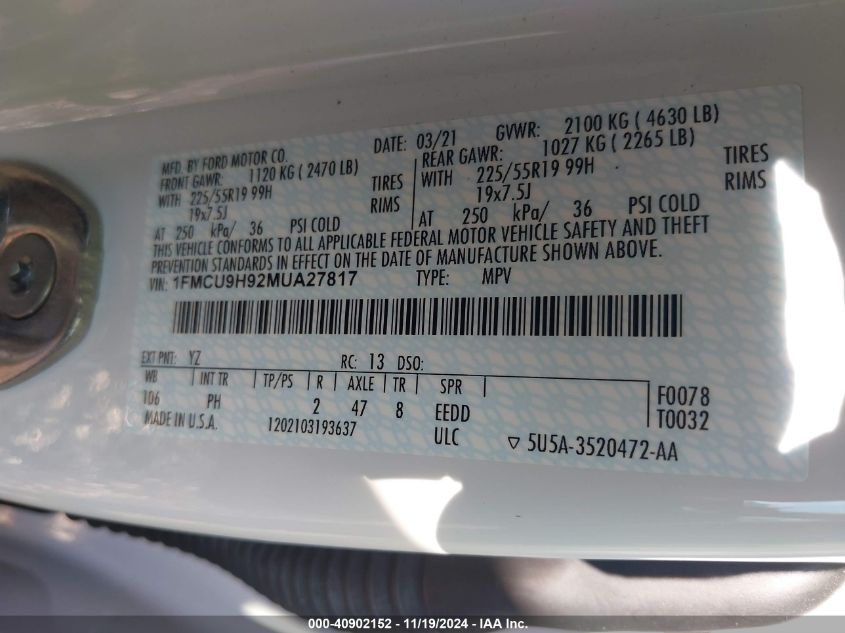 MFD. BY FORD MOTOR CO. DATE: 03/21 GVWR: 2100 KG ( 4630 LB)
FRONT GAWR: 1120 KG ( 2470 LB) REAR GAWR: 1027 KG ( 2265 LB)
WITH 225/55R19 99H TIRES WITH 225/55R19 99H TIRES
19x7.5J RIMS 19x7.5J RIMS
AT 250 kPa/ 36 PSI COLD AT 250 kPa/ 36 PSI COLD
THIS VEHICLE CONFORMS TO ALL APPLICABLE FEDERAL MOTOR VEHICLE SAFETY AND THEFT
PREVENTION STANDARDS IN EFFECT ON THE DATE OF MANUFACTURE SHOWN ABOVE.
VIN: 1FMCU9H92MUA27817 TYPE: MPV
EXT PNT: YZ RC: 13 DSO:
WB INT TR TP/PS R AXLE TR SPR
106 PH 2 47 8 EEDD F0078
MADE IN U.S.A. 1202103193637 ULC T0032
▽ 5U5A-3520472-AA
000-40902152 - 11/19/2024 - IAA Inc.